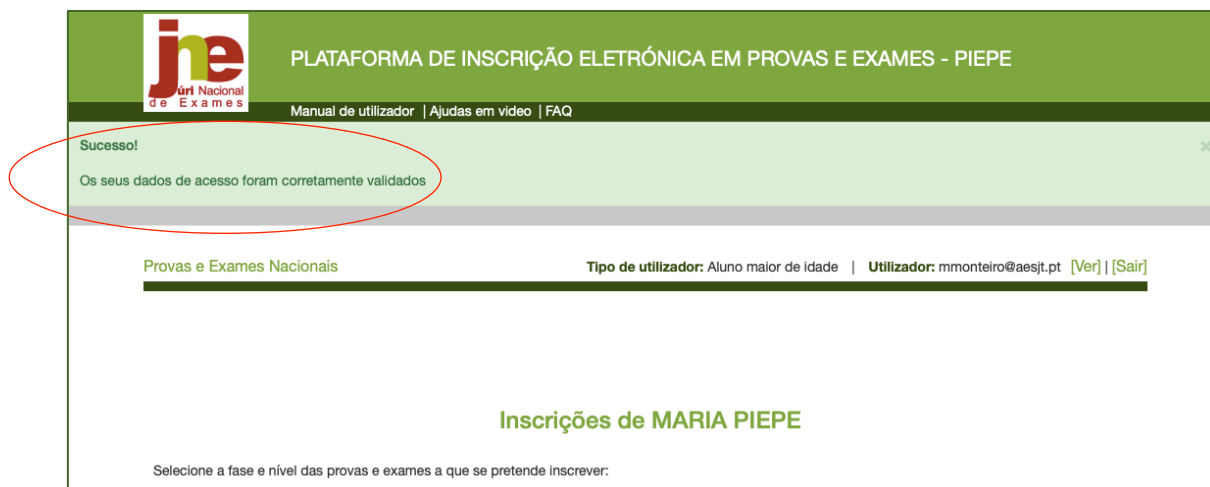 jne
Júri Nacional
de Exames
PLATAFORMA DE INSCRIÇÃO ELETRÓNICA EM PROVAS E EXAMES - PIEPE
Manual de utilizador | Ajudas em video | FAQ
Sucesso!
×
Os seus dados de acesso foram corretamente validados
Provas e Exames Nacionais
Tipo de utilizador: Aluno maior de idade | Utilizador: mmonteiro@aesjt.pt [Ver] | [Sair]
Inscrições de MARIA PIEPE
Selecione a fase e nível das provas e exames a que se pretende inscrever: